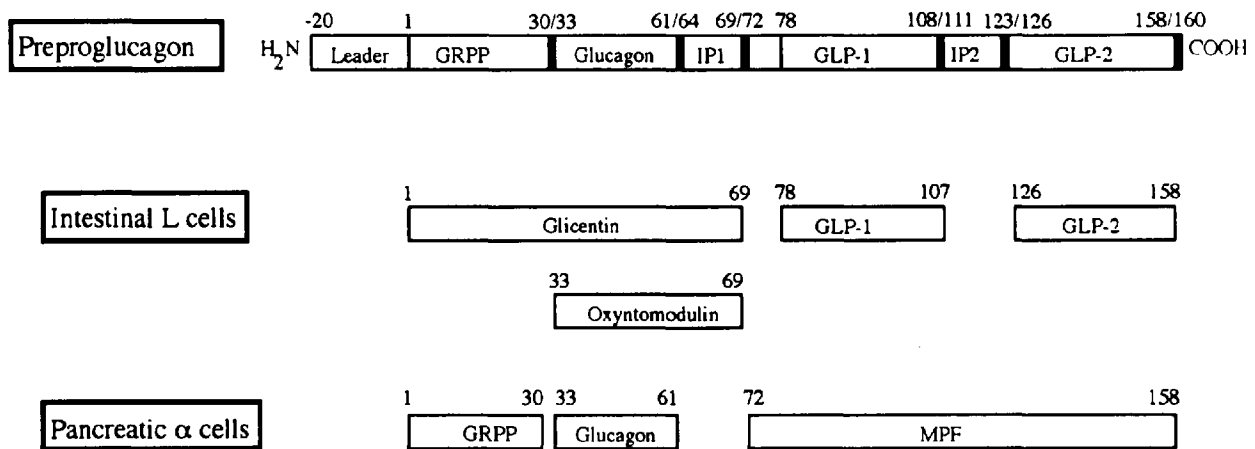 -20 1 30/33 61/64 69/72 78 108/111 123/126 158/160
Preproglucagon H₂N Leader GRPP Glucagon IP1 GLP-1 IP2 GLP-2 COOH
1 69 78 107 126 158
Intestinal L cells Glicentin GLP-1 GLP-2
33 69
Oxyntomodulin
1 30 33 61 72 158
Pancreatic α cells GRPP Glucagon MPF